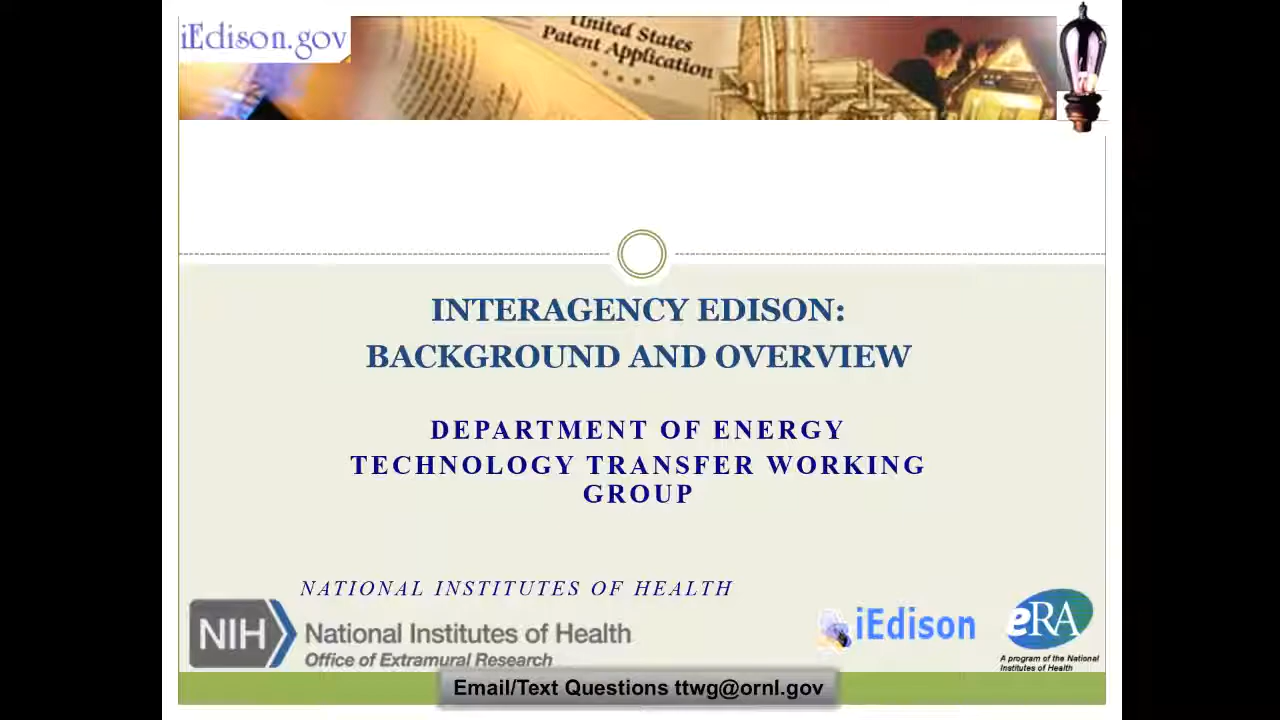 iEdison.gov
United States
Patent Application
INTERAGENCY EDISON:
BACKGROUND AND OVERVIEW
DEPARTMENT OF ENERGY
TECHNOLOGY TRANSFER WORKING
GROUP
NATIONAL INSTITUTES OF HEALTH
NIH National Institutes of Health
Office of Extramural Research
iEdison
eRA
A program of the National
Institutes of Health
Email/Text Questions ttwg@ornl.gov